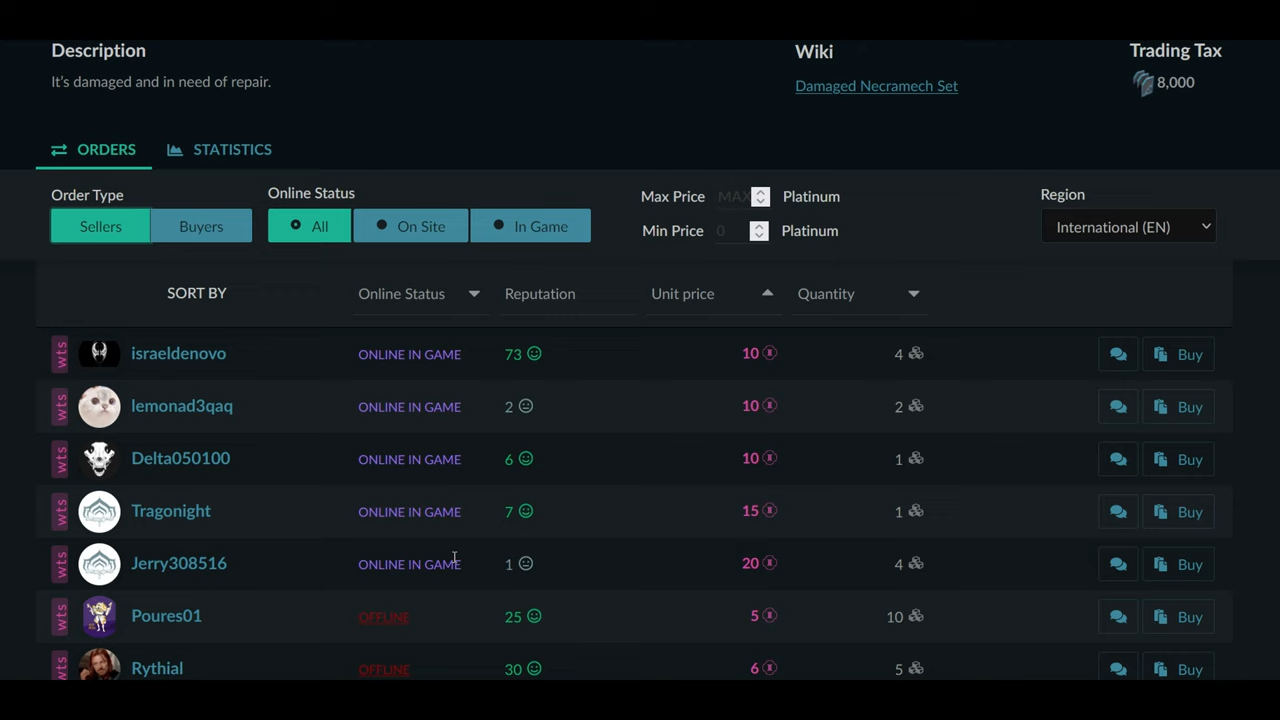 Description
Wiki
Trading Tax
It's damaged and in need of repair.
Damaged Necramech Set
8,000
ORDERS
STATISTICS
Order Type
Online Status
Max Price
MAX
Platinum
Region
Sellers
Buyers
All
On Site
In Game
Min Price
0
Platinum
International (EN)
SORT BY
Online Status
Reputation
Unit price
Quantity
wts israeldenovo ONLINE IN GAME 73 10 4 Buy
wts lemonad3qaq ONLINE IN GAME 2 10 2 Buy
wts Delta050100 ONLINE IN GAME 6 10 1 Buy
wts Tragonight ONLINE IN GAME 7 15 1 Buy
wts Jerry308516 ONLINE IN GAME 1 20 4 Buy
wts Poures01 OFFLINE 25 5 10 Buy
wts Rythial OFFLINE 30 6 5 Buy